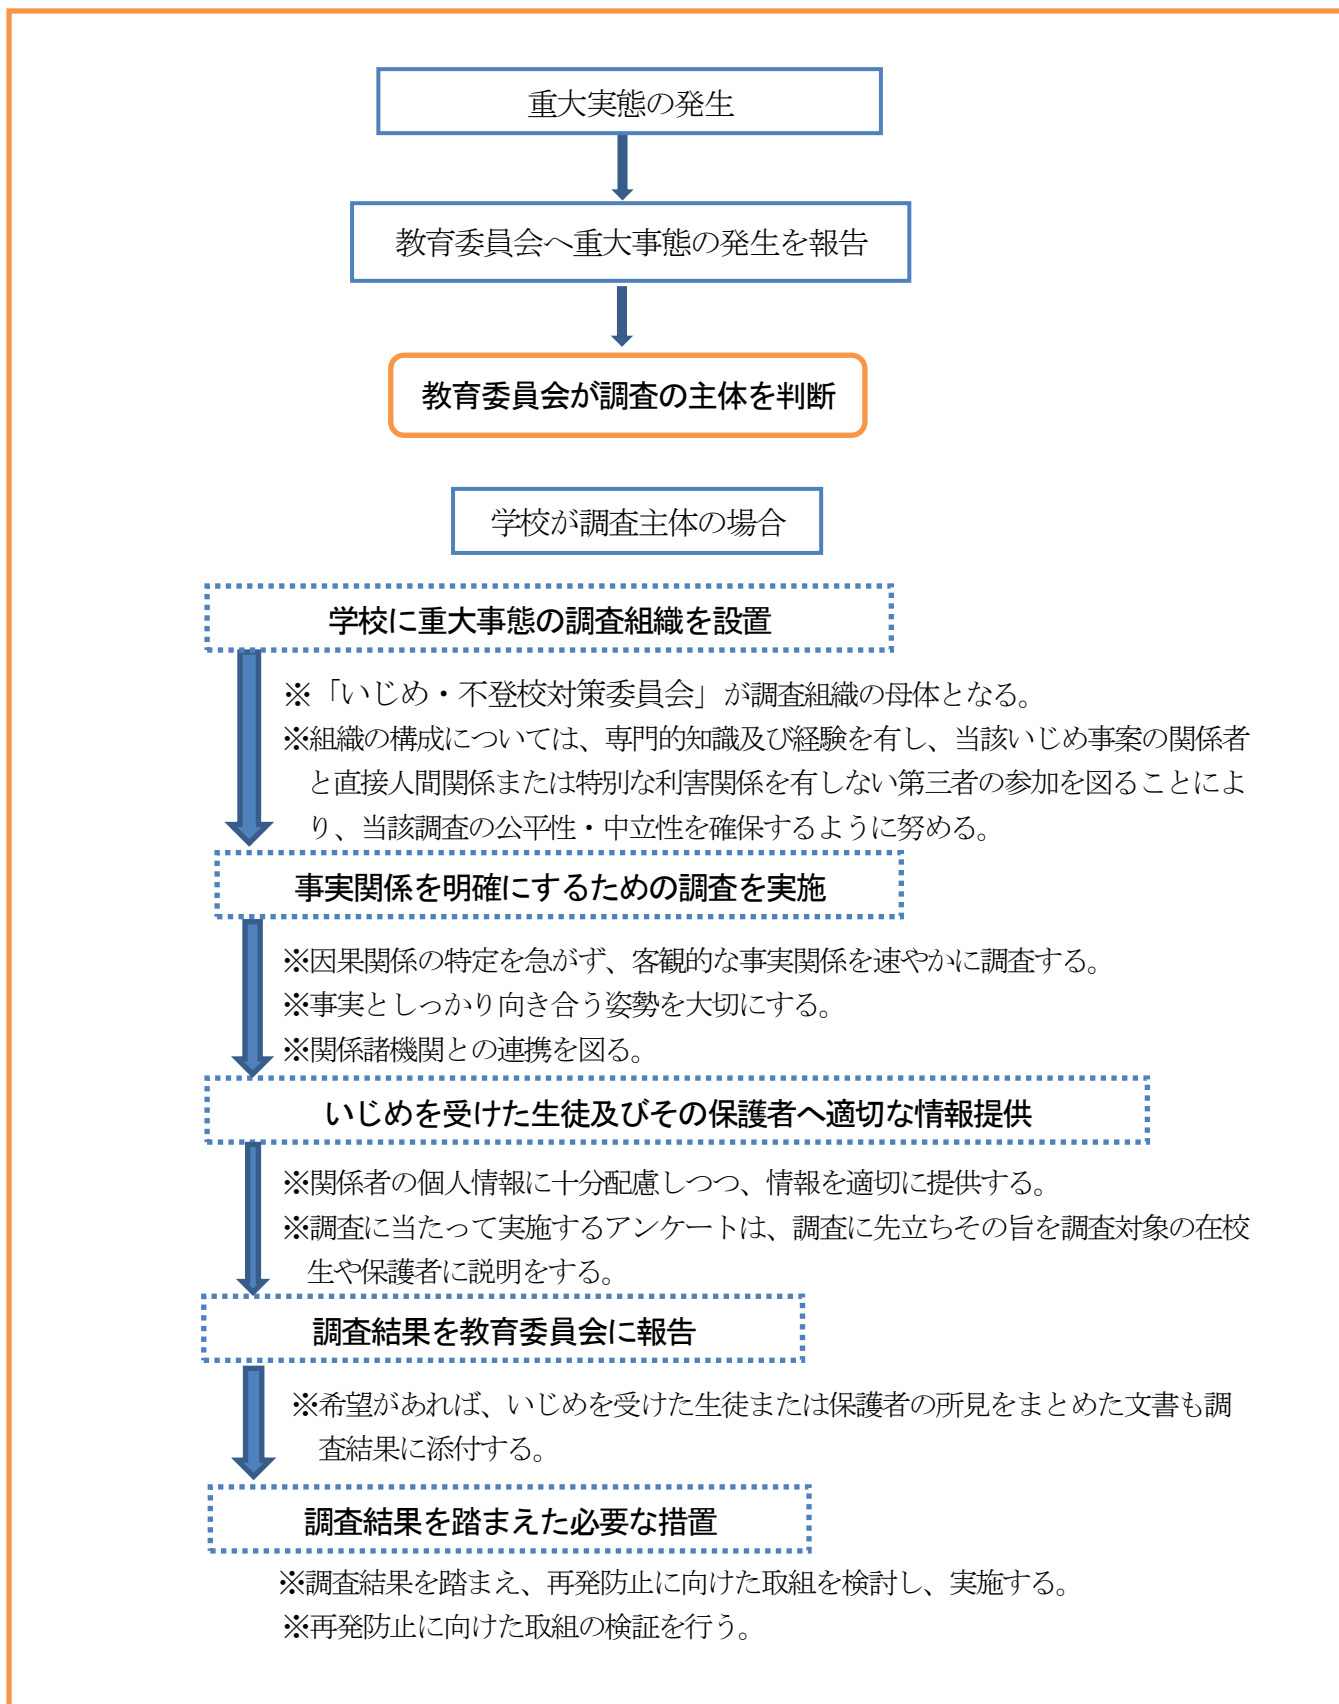 重大実態の発生
教育委員会へ重大事態の発生を報告
教育委員会が調査の主体を判断
学校が調査主体の場合
学校に重大事態の調査組織を設置
※「いじめ・不登校対策委員会」が調査組織の母体となる。
※組織の構成については、専門的知識及び経験を有し、当該いじめ事案の関係者
と直接人間関係または特別な利害関係を有しない第三者の参加を図ることによ
り、当該調査の公平性・中立性を確保するように努める。
事実関係を明確にするための調査を実施
※因果関係の特定を急がず、客観的な事実関係を速やかに調査する。
※事実としっかり向き合う姿勢を大切にする。
※関係諸機関との連携を図る。
いじめを受けた生徒及びその保護者へ適切な情報提供
※関係者の個人情報に十分配慮しつつ、情報を適切に提供する。
※調査に当たって実施するアンケートは、調査に先立ちその旨を調査対象の在校
生や保護者に説明をする。
調査結果を教育委員会に報告
※希望があれば、いじめを受けた生徒または保護者の所見をまとめた文書も調
査結果に添付する。
調査結果を踏まえた必要な措置
※調査結果を踏まえ、再発防止に向けた取組を検討し、実施する。
※再発防止に向けた取組の検証を行う。